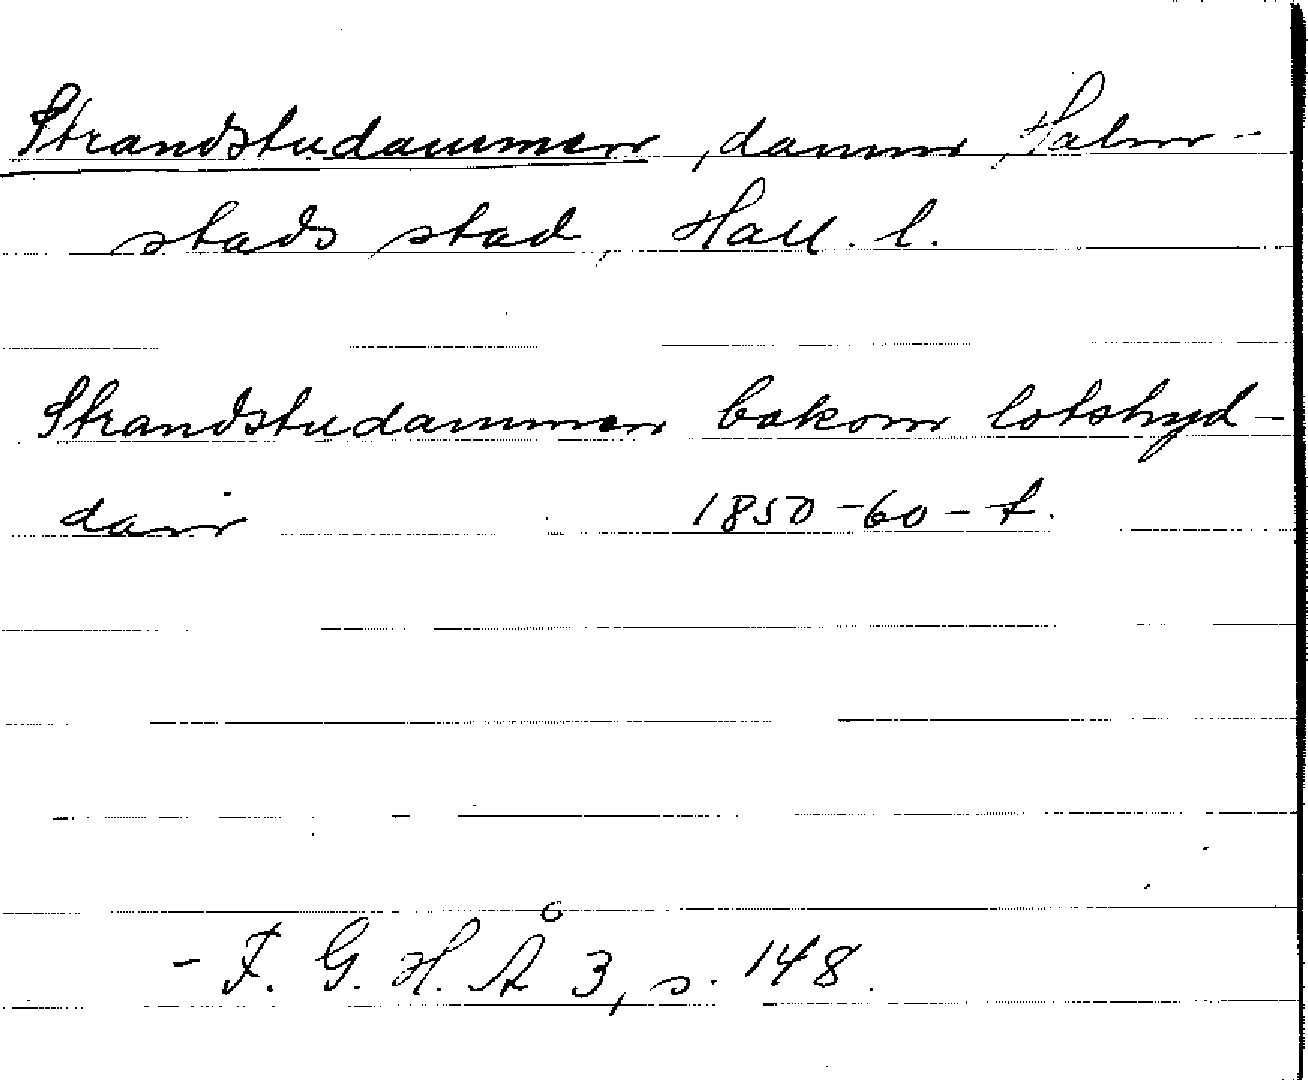 Strandstudammen, damm, Halm-
stads stad, Hall. l.
Strandstudammen bakom lotshyd-
dan 1850-60-t.
- F. G. H. Å 3, s. 148.